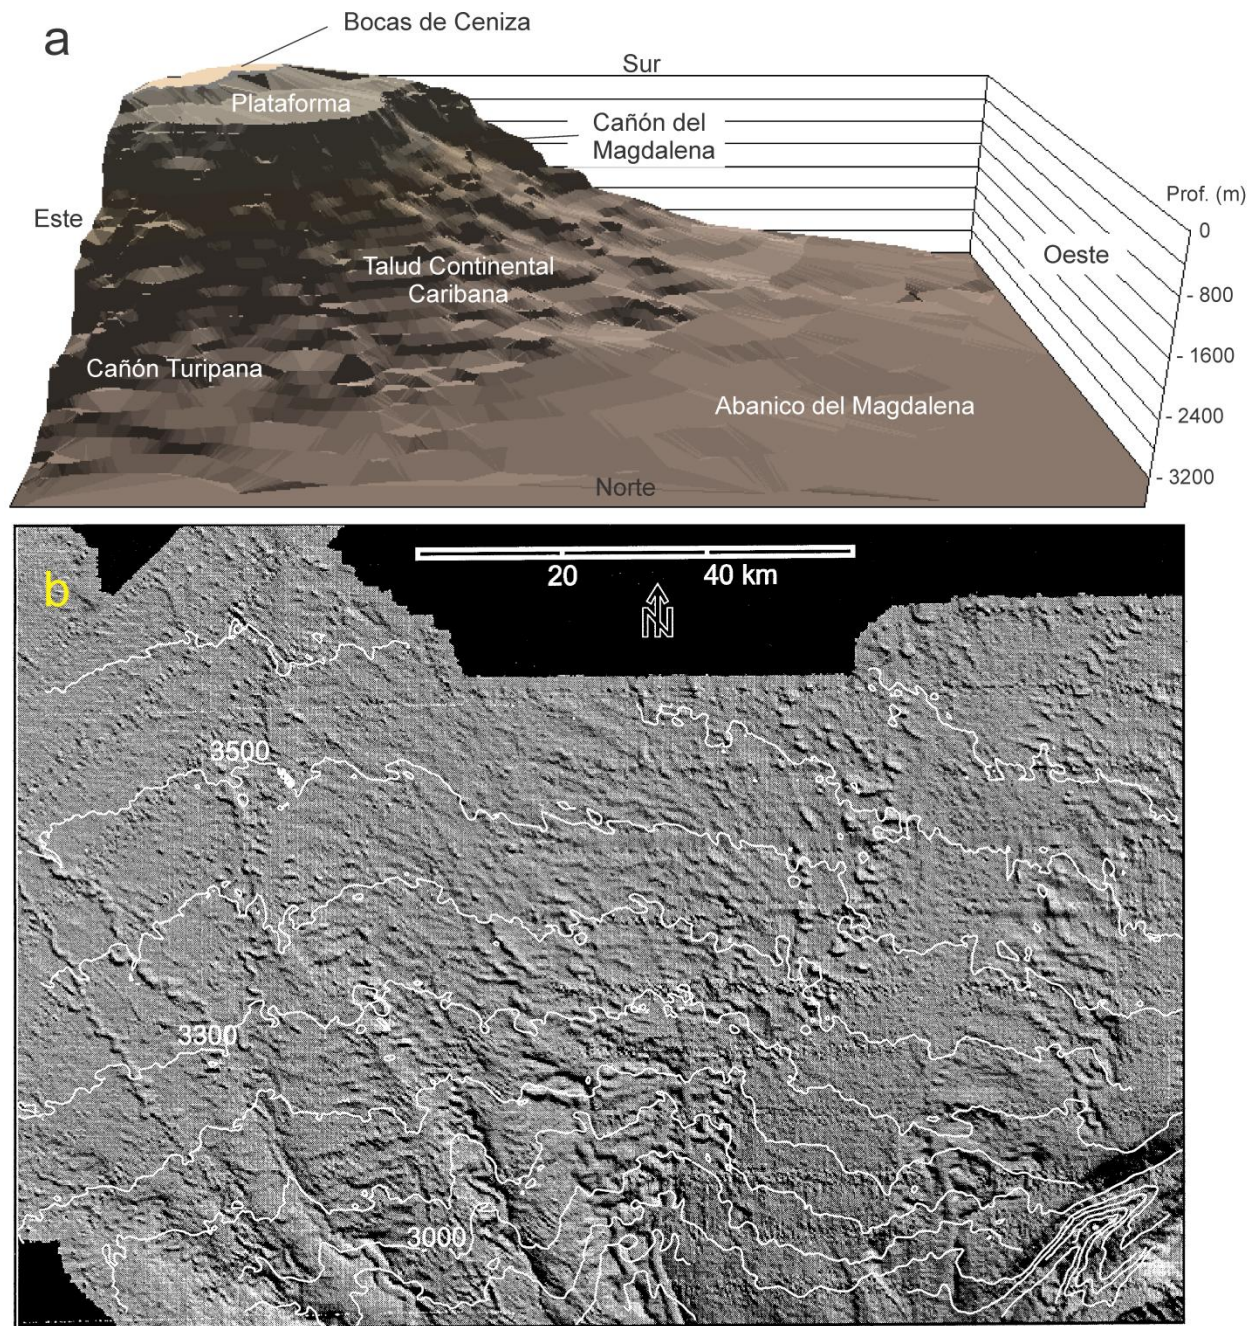 a
Bocas de Ceniza
Sur
Plataforma
Cañón del
Magdalena
Prof. (m)
Este
0
Oeste
Talud Continental
Caribana
- 800
- 1600
Cañón Turipana
Abanico del Magdalena
- 2400
- 3200
Norte
b
20
40 km
N
3500
3300
3000